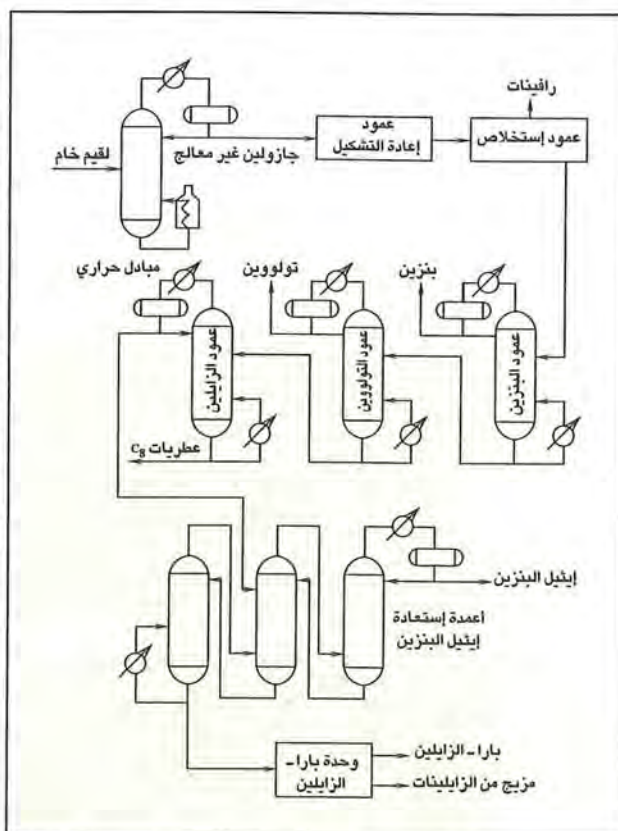 رافينات
عمود إستخلاص
عمود
إعادة التشكيل
جازولين غير معالج
لقيم خام
بنزين
تولووين
مبادل حراري
عمود البنزين
عمود التولووين
عمود الزايلين
عطريات C8
إيثيل البنزين
أعمدة إستعادة
إيثيل البنزين
بارا - الزايلين
مزيج من الزايلينات
وحدة بارا -
الزايلين